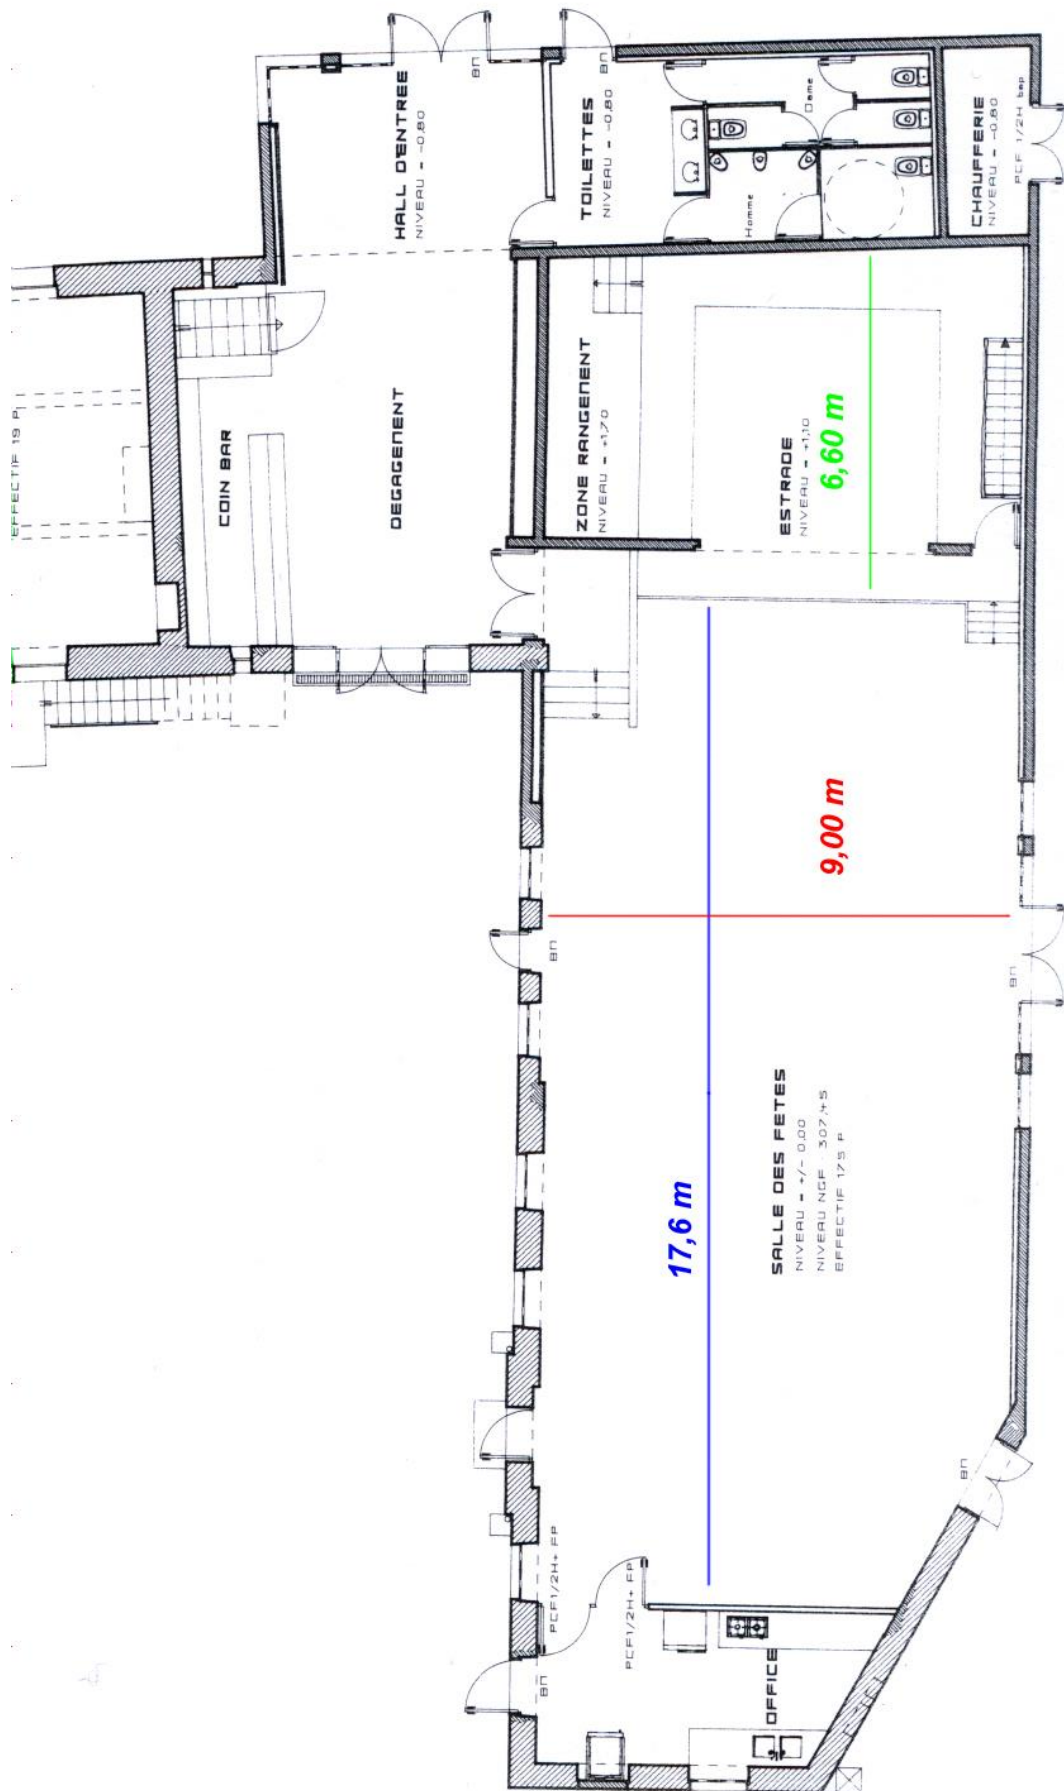 HALL D'ENTREE
NIVEAU = -0,80
TOILETTES
NIVEAU = -0,80
Dame
Homme
CHAUFFERIE
NIVEAU = -0,80
PCF 1/2H bap
EFFECTIF 19 P
COIN BAR
DEGAGEMENT
ZONE RANGEMENT
NIVEAU = +1,70
ESTRADE
NIVEAU = +1,10
6,60 m
9,00 m
17,6 m
SALLE DES FETES
NIVEAU = +/- 0,00
NIVEAU NGF : 307,45
EFFECTIF 175 P
PCF1/2H+ FP
PCF1/2H+ FP
OFFICE